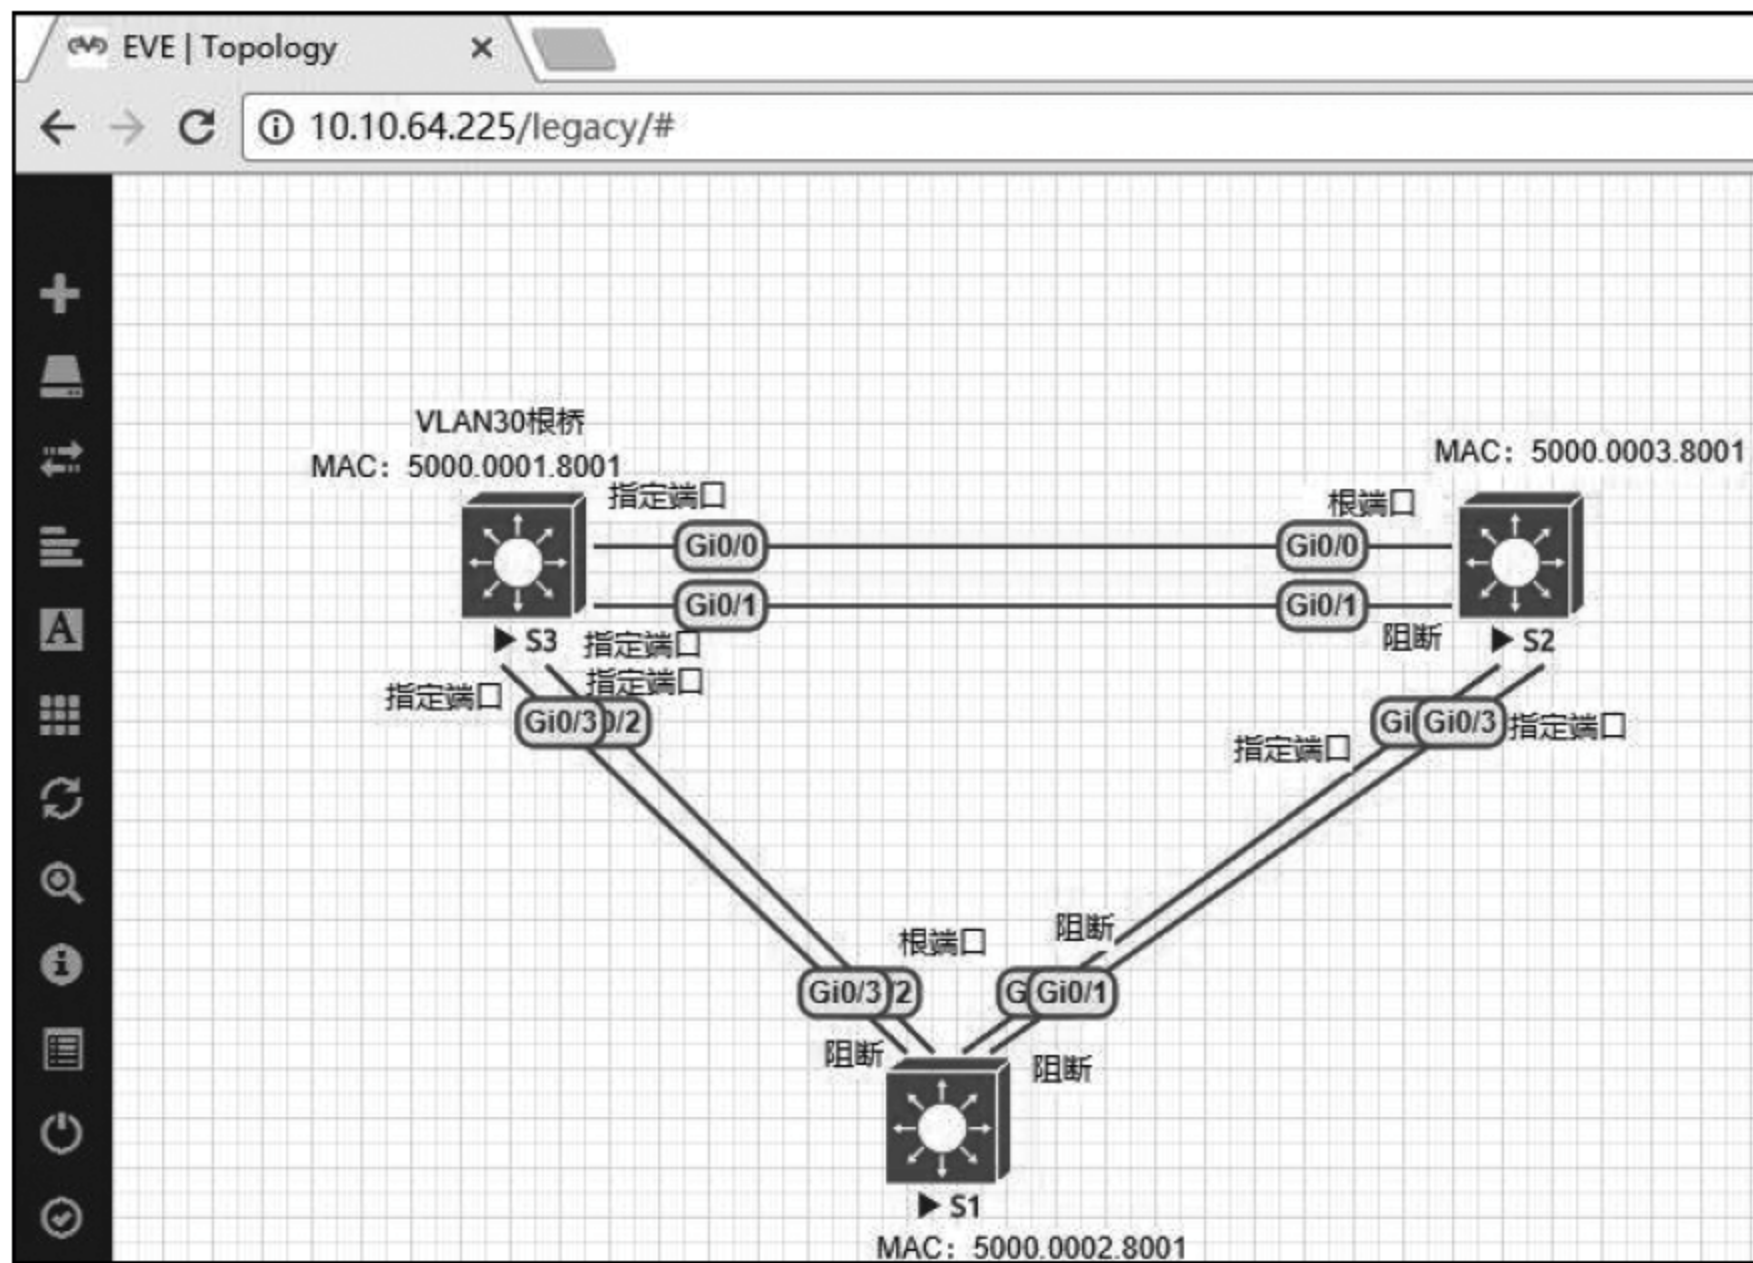 EVE | Topology
10.10.64.225/legacy/#
VLAN30根桥
MAC：5000.0001.8001
MAC：5000.0003.8001
指定端口
根端口
Gi0/0
Gi0/0
Gi0/1
Gi0/1
S3
指定端口
阻断
S2
指定端口
指定端口
Gi0/3
0/2
Gi
Gi0/3
指定端口
指定端口
根端口
阻断
Gi0/3
/2
G
Gi0/1
阻断
阻断
S1
MAC：5000.0002.8001